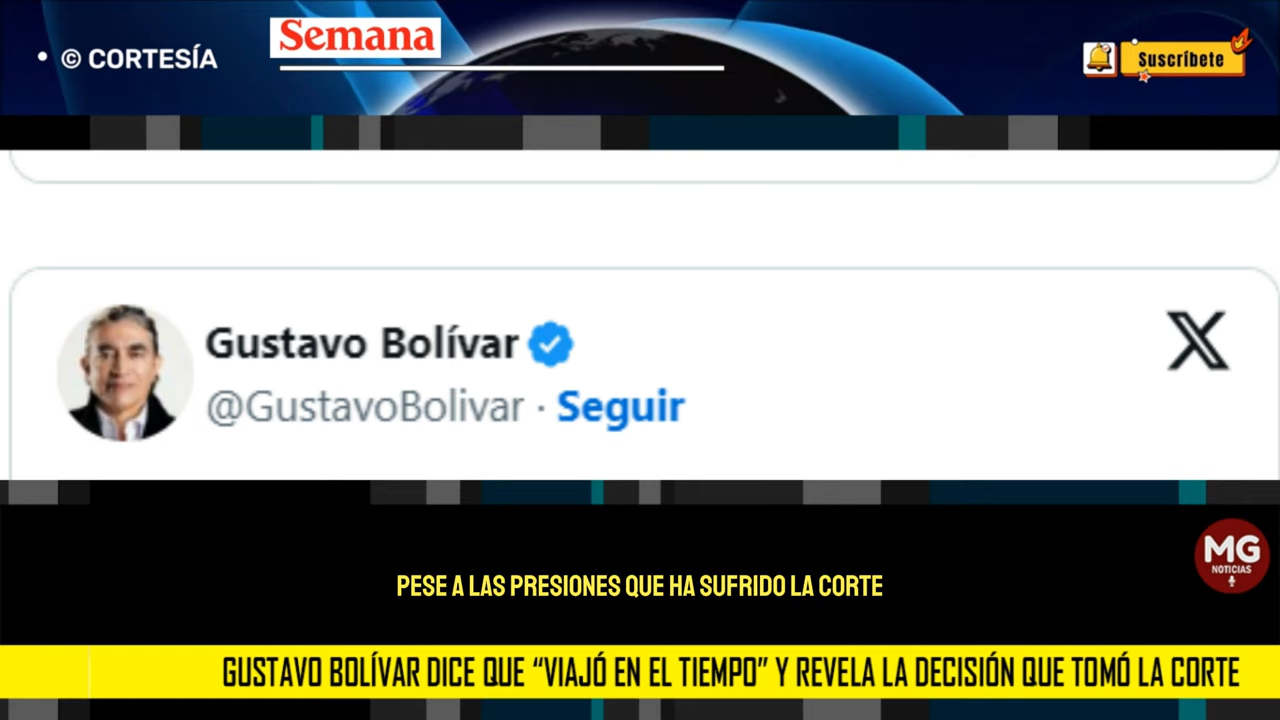 • © CORTESÍA
Semana
Suscríbete
Gustavo Bolívar
@GustavoBolivar · Seguir
X
MG
NOTICIAS
PESE A LAS PRESIONES QUE HA SUFRIDO LA CORTE
GUSTAVO BOLÍVAR DICE QUE “VIAJÓ EN EL TIEMPO” Y REVELA LA DECISIÓN QUE TOMÓ LA CORTE